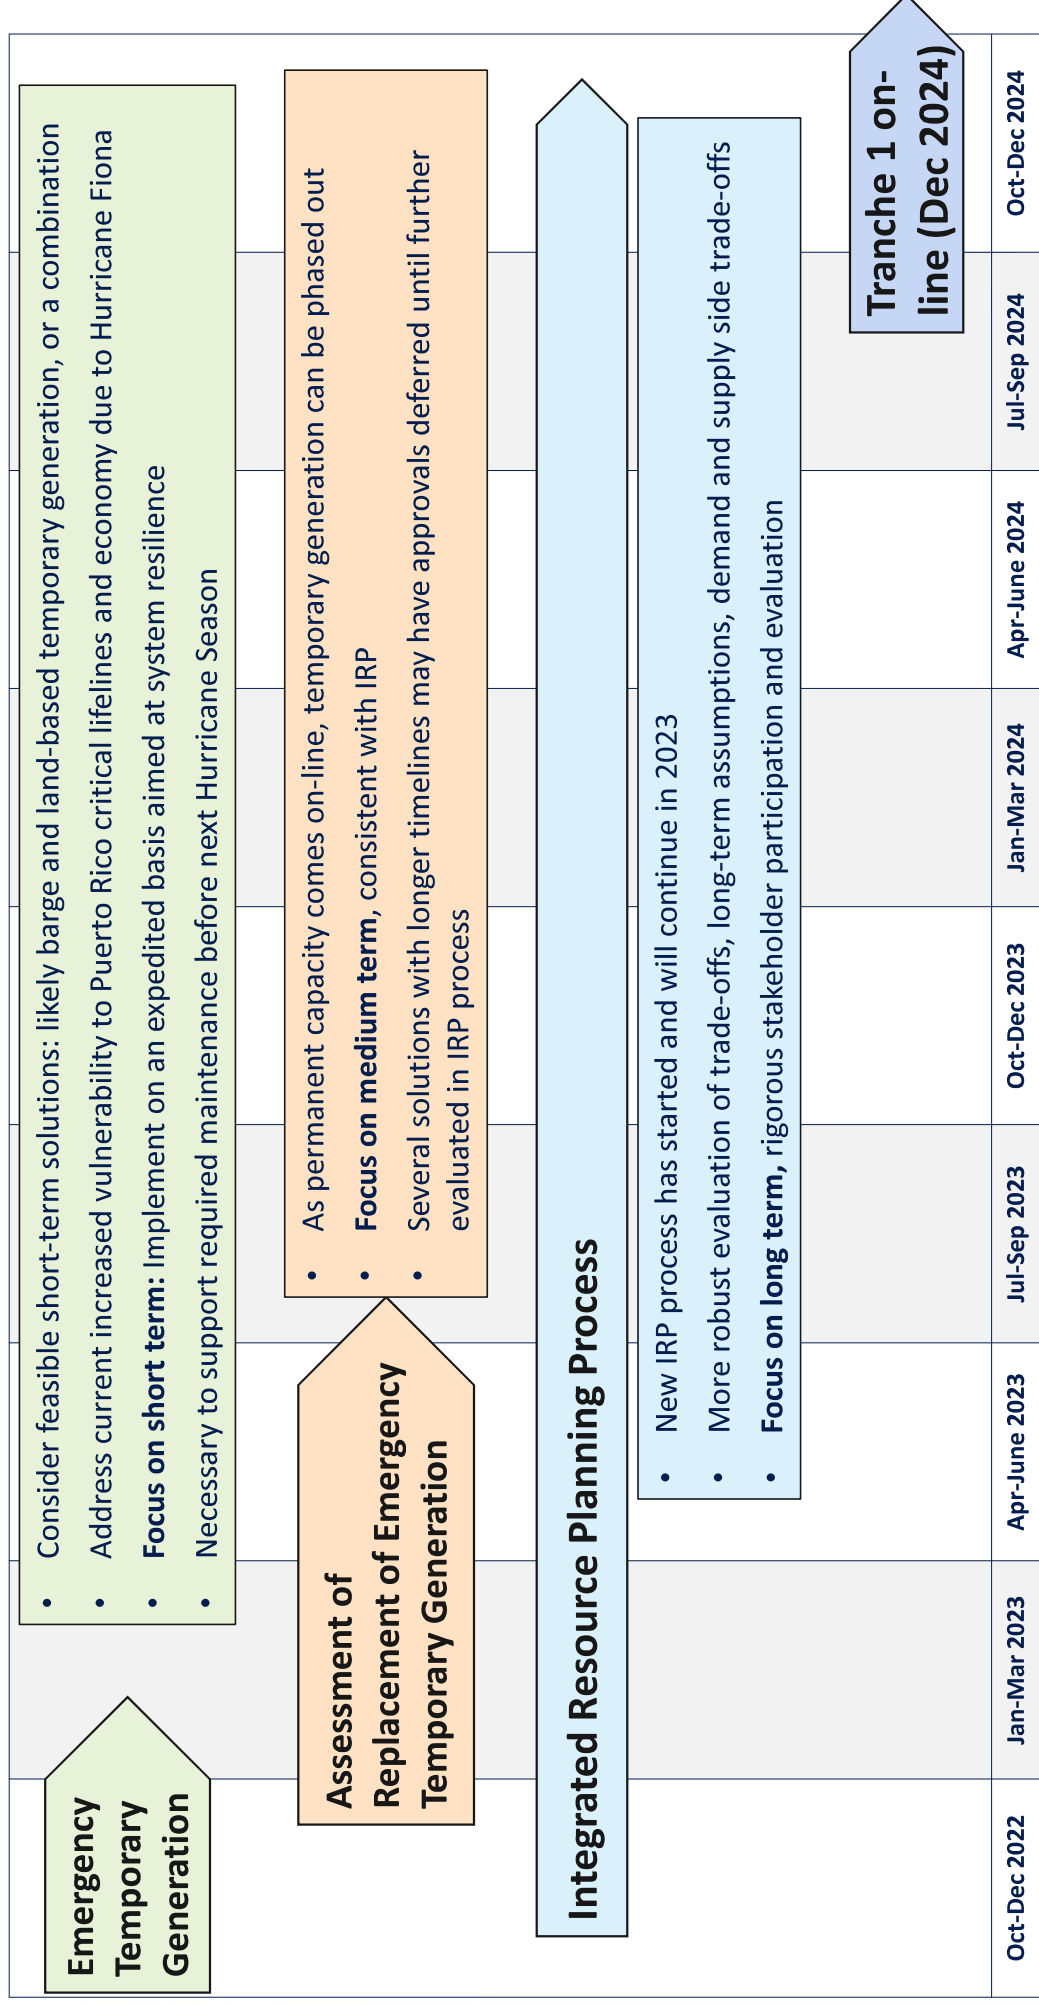 Emergency
Temporary
Generation
• Consider feasible short-term solutions: likely barge and land-based temporary generation, or a combination
• Address current increased vulnerability to Puerto Rico critical lifelines and economy due to Hurricane Fiona
• Focus on short term: Implement on an expedited basis aimed at system resilience
• Necessary to support required maintenance before next Hurricane Season
Assessment of
Replacement of Emergency
Temporary Generation
• As permanent capacity comes on-line, temporary generation can be phased out
• Focus on medium term, consistent with IRP
• Several solutions with longer timelines may have approvals deferred until further
evaluated in IRP process
Integrated Resource Planning Process
• New IRP process has started and will continue in 2023
• More robust evaluation of trade-offs, long-term assumptions, demand and supply side trade-offs
• Focus on long term, rigorous stakeholder participation and evaluation
Tranche 1 on-
line (Dec 2024)
Oct-Dec 2022
Jan-Mar 2023
Apr-June 2023
Jul-Sep 2023
Oct-Dec 2023
Jan-Mar 2024
Apr-June 2024
Jul-Sep 2024
Oct-Dec 2024